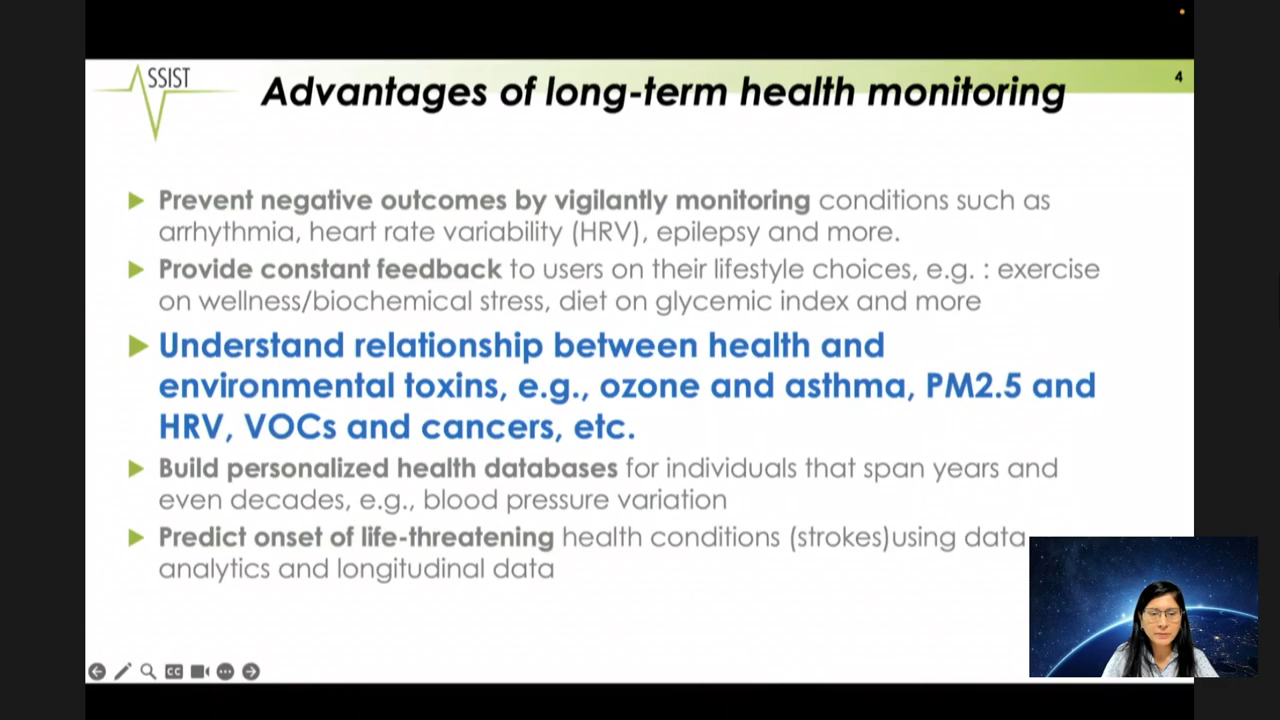 SSIST
Advantages of long-term health monitoring
4
Prevent negative outcomes by vigilantly monitoring conditions such as
arrhythmia, heart rate variability (HRV), epilepsy and more.
Provide constant feedback to users on their lifestyle choices, e.g. : exercise
on wellness/biochemical stress, diet on glycemic index and more
Understand relationship between health and
environmental toxins, e.g., ozone and asthma, PM2.5 and
HRV, VOCs and cancers, etc.
Build personalized health databases for individuals that span years and
even decades, e.g., blood pressure variation
Predict onset of life-threatening health conditions (strokes)using data
analytics and longitudinal data
CC